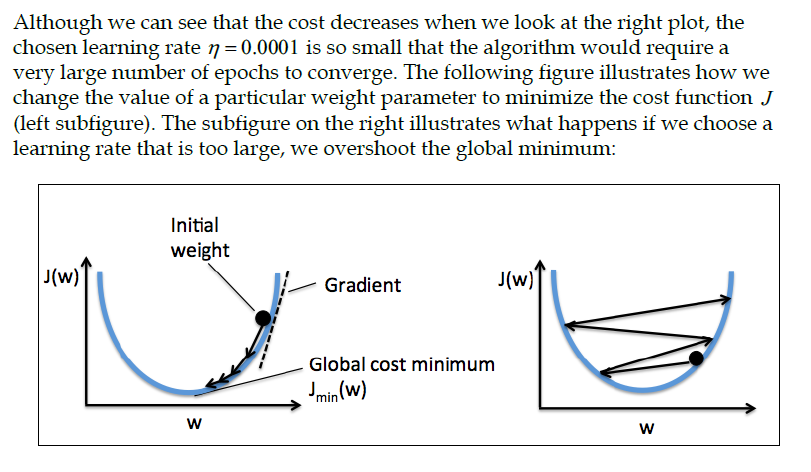 Although we can see that the cost decreases when we look at the right plot, the
chosen learning rate η = 0.0001 is so small that the algorithm would require a
very large number of epochs to converge. The following figure illustrates how we
change the value of a particular weight parameter to minimize the cost function J
(left subfigure). The subfigure on the right illustrates what happens if we choose a
learning rate that is too large, we overshoot the global minimum:
Initial
weight
J(w)
Gradient
Global cost minimum
Jmin(w)
w
J(w)
w